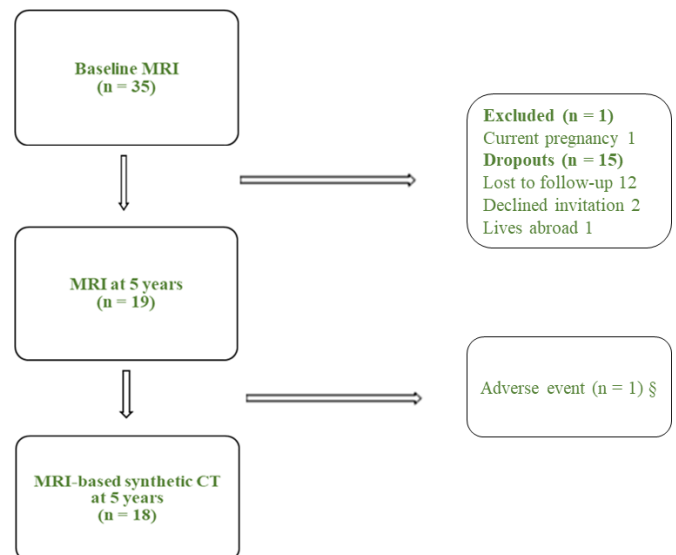 Baseline MRI
(n = 35)
Excluded (n = 1)
Current pregnancy 1
Dropouts (n = 15)
Lost to follow-up 12
Declined invitation 2
Lives abroad 1
MRI at 5 years
(n = 19)
Adverse event (n = 1) §
MRI-based synthetic CT
at 5 years
(n = 18)